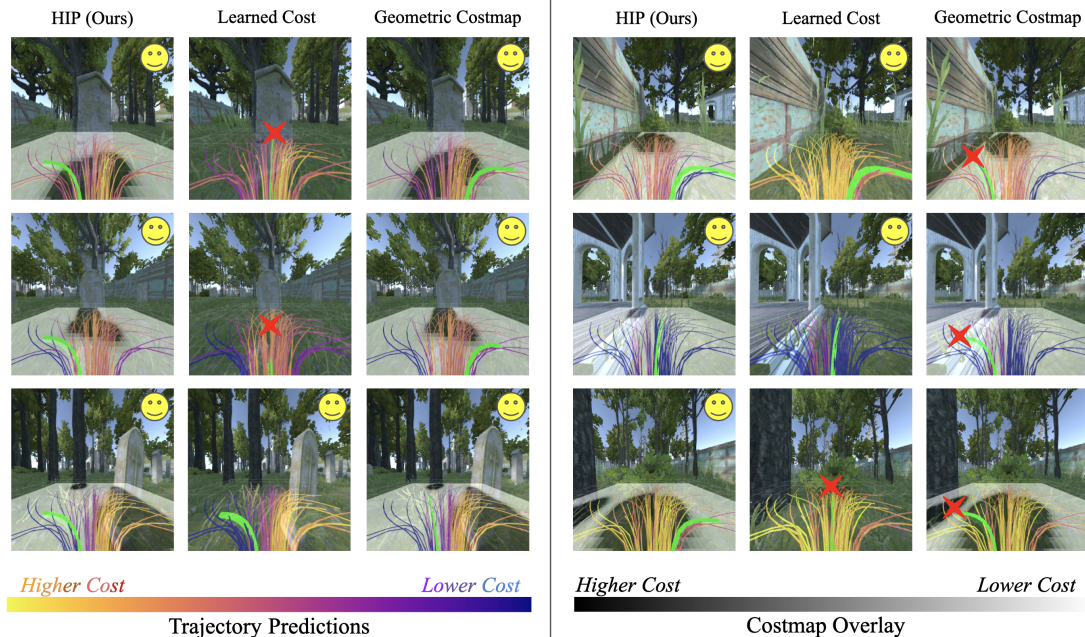 HIP (Ours) Learned Cost Geometric Costmap
Higher Cost Lower Cost
Trajectory Predictions
HIP (Ours) Learned Cost Geometric Costmap
Higher Cost Lower Cost
Costmap Overlay